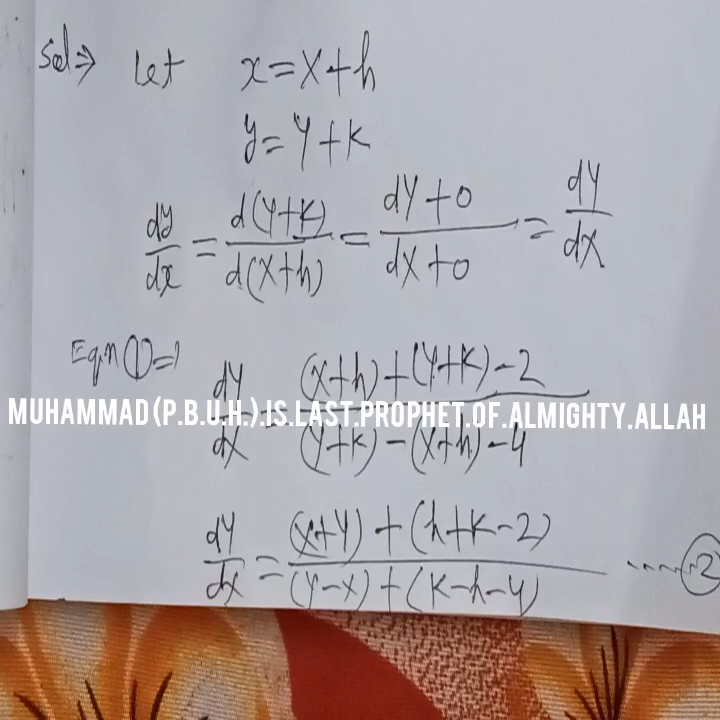 Sol⇒ Let x=X+h
y=Y+k
dy/dx = d(Y+k)/d(X+h) = dY+0/dX+0 = dY/dX
Eqn ①⇒ dY/dX = (X+h)+(Y+k)-2/(Y+k)-(X+h)-4
MUHAMMAD(P.B.U.H.).IS.LAST.PROPHET.OF.ALMIGHTY.ALLAH
dY/dX = (X+Y)+(h+k-2)/(Y-X)+(k-h-4) ......②